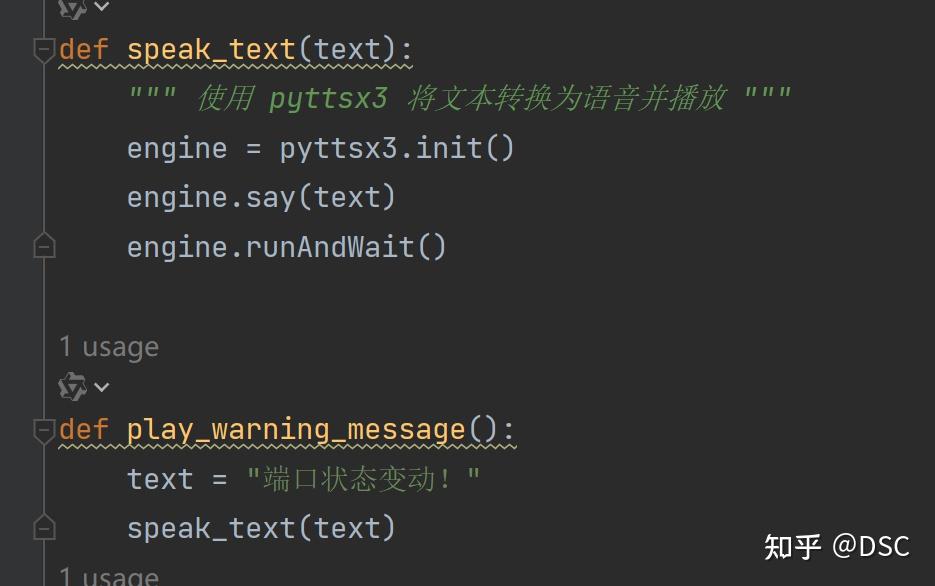 def speak_text(text):
""" 使用 pyttsx3 将文本转换为语音并播放 """
engine = pyttsx3.init()
engine.say(text)
engine.runAndWait()
1 usage
def play_warning_message():
text = "端口状态变动！"
speak_text(text)
1 usage
知乎 @DSC